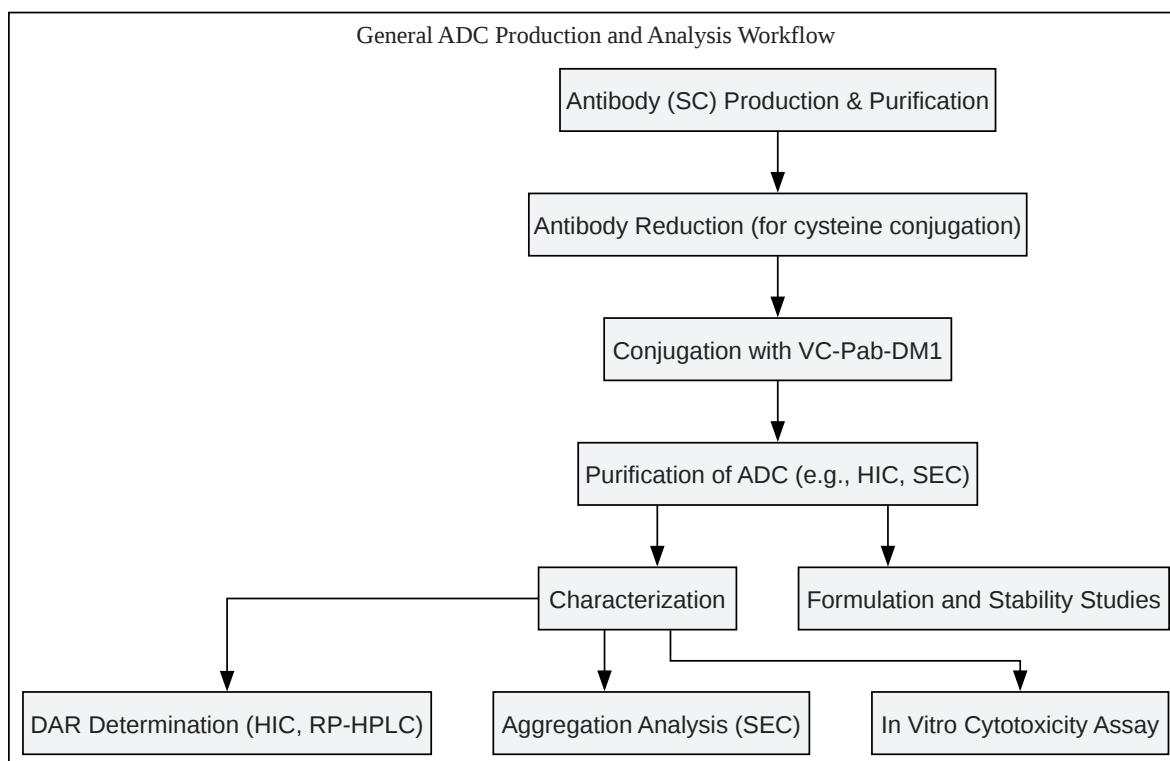 General ADC Production and Analysis Workflow
Antibody (SC) Production & Purification
Antibody Reduction (for cysteine conjugation)
Conjugation with VC-Pab-DM1
Purification of ADC (e.g., HIC, SEC)
Characterization
Formulation and Stability Studies
DAR Determination (HIC, RP-HPLC)
Aggregation Analysis (SEC)
In Vitro Cytotoxicity Assay